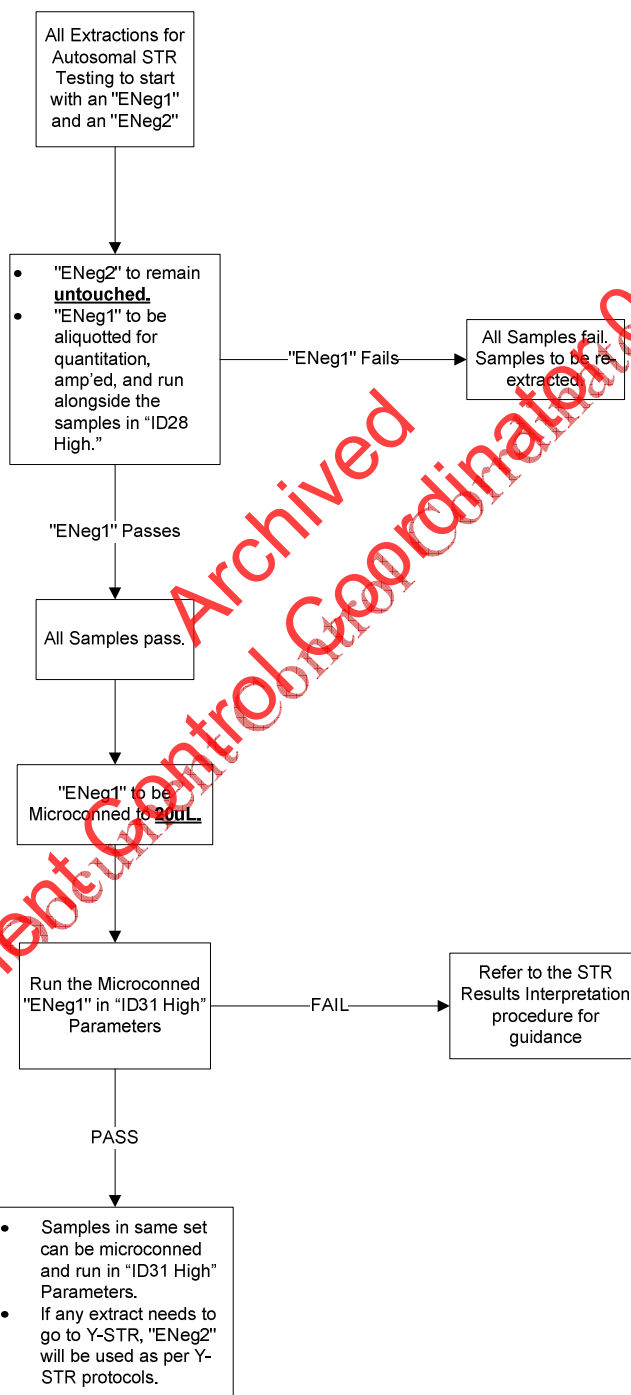 All Extractions for
Autosomal STR
Testing to start
with an "ENeg1"
and an "ENeg2"
• "ENeg2" to remain
untouched.
• "ENeg1" to be
aliquotted for
quantitation,
amp'ed, and run
alongside the
samples in “ID28
High.”
"ENeg1" Fails
All Samples fail.
Samples to be re-
extracted.
"ENeg1" Passes
All Samples pass.
"ENeg1" to be
Microconned to 20uL.
Run the Microconned
"ENeg1" in “ID31 High”
Parameters
FAIL
Refer to the STR
Results Interpretation
procedure for
guidance
PASS
• Samples in same set
can be microconned
and run in “ID31 High”
Parameters.
• If any extract needs to
go to Y-STR, "ENeg2"
will be used as per Y-
STR protocols.
Archived
Control Coordinator
Control